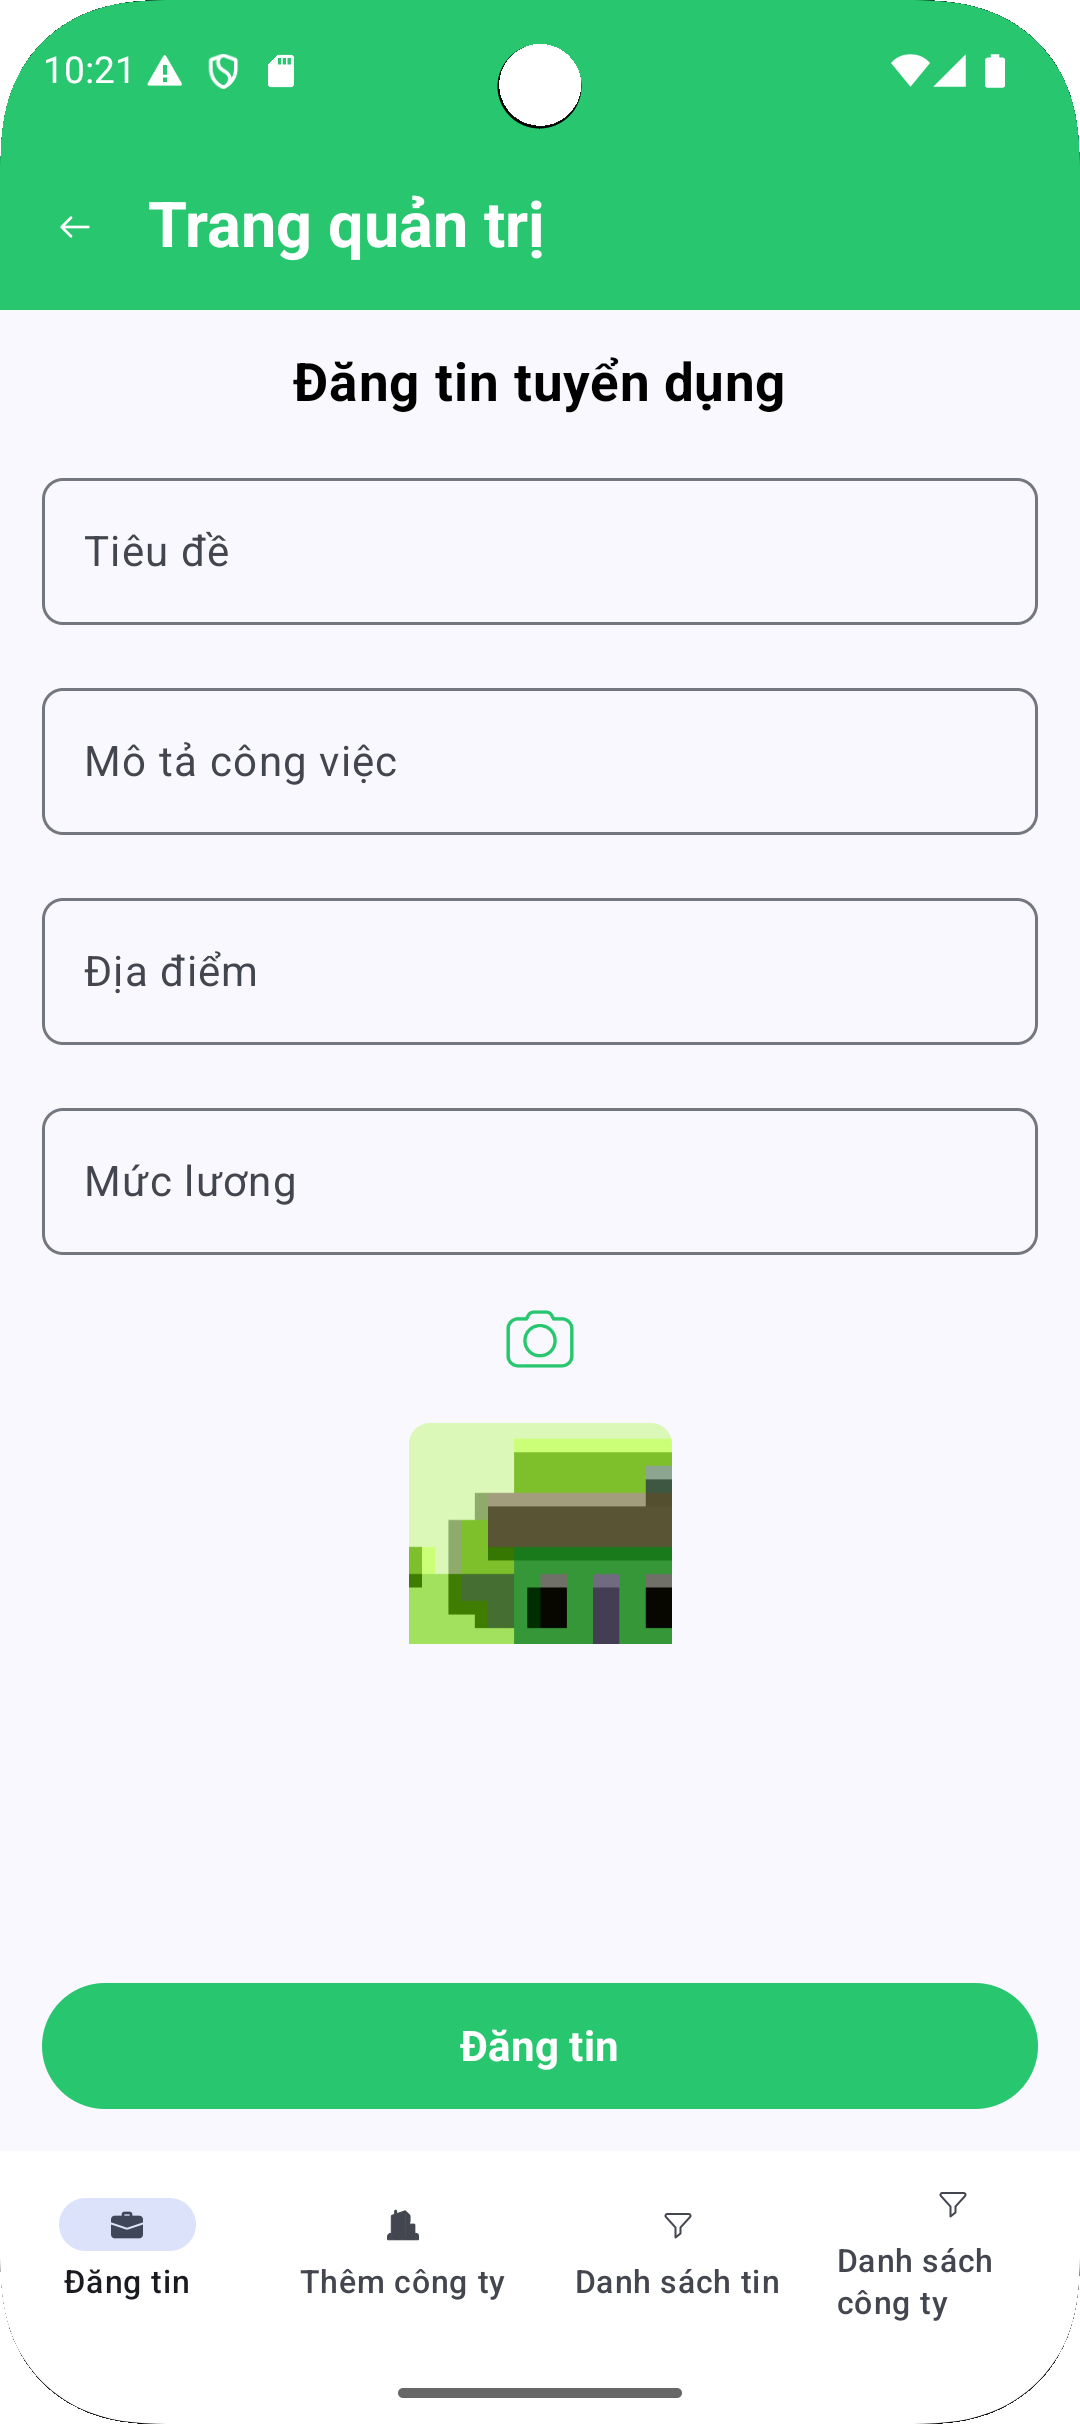 10:21
Trang quản trị
Đăng tin tuyển dụng
Tiêu đề
Mô tả công việc
Địa điểm
Mức lương
Đăng tin
Đăng tin
Thêm công ty
Danh sách tin
Danh sách
công ty